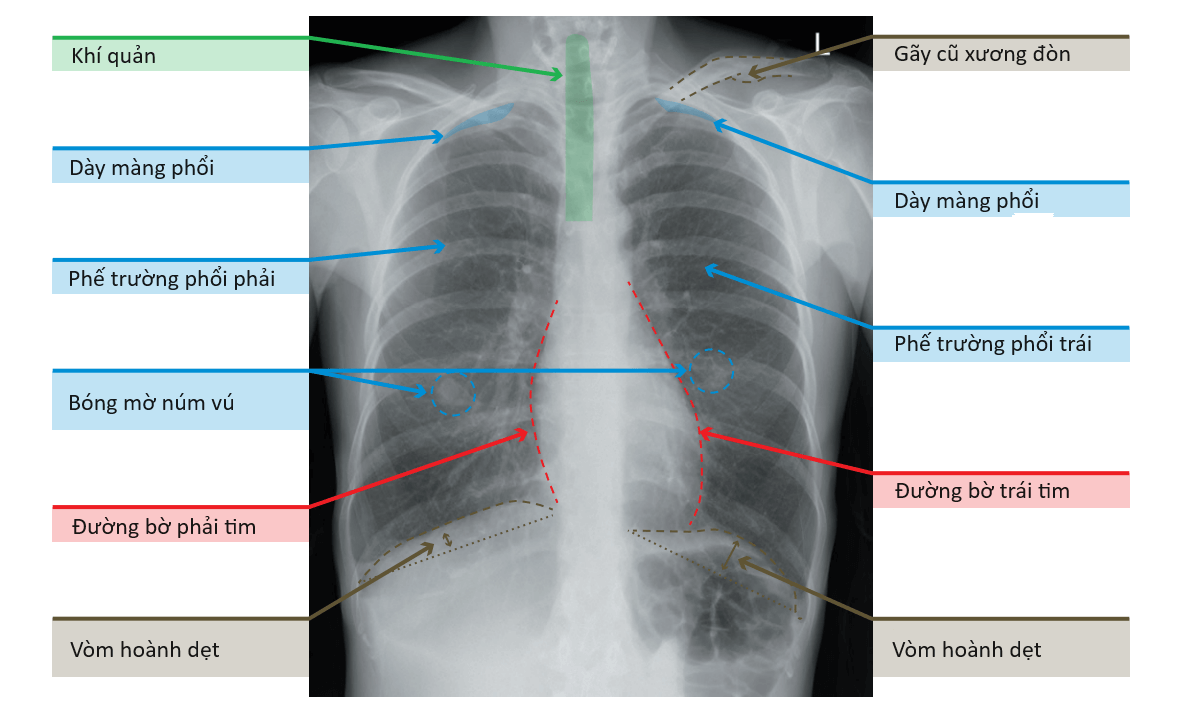 Khí quản
Dày màng phổi
Phế trường phổi phải
Bóng mờ núm vú
Đường bờ phải tim
Vòm hoành dẹt
L
Gãy cũ xương đòn
Dày màng phổi
Phế trường phổi trái
Đường bờ trái tim
Vòm hoành dẹt